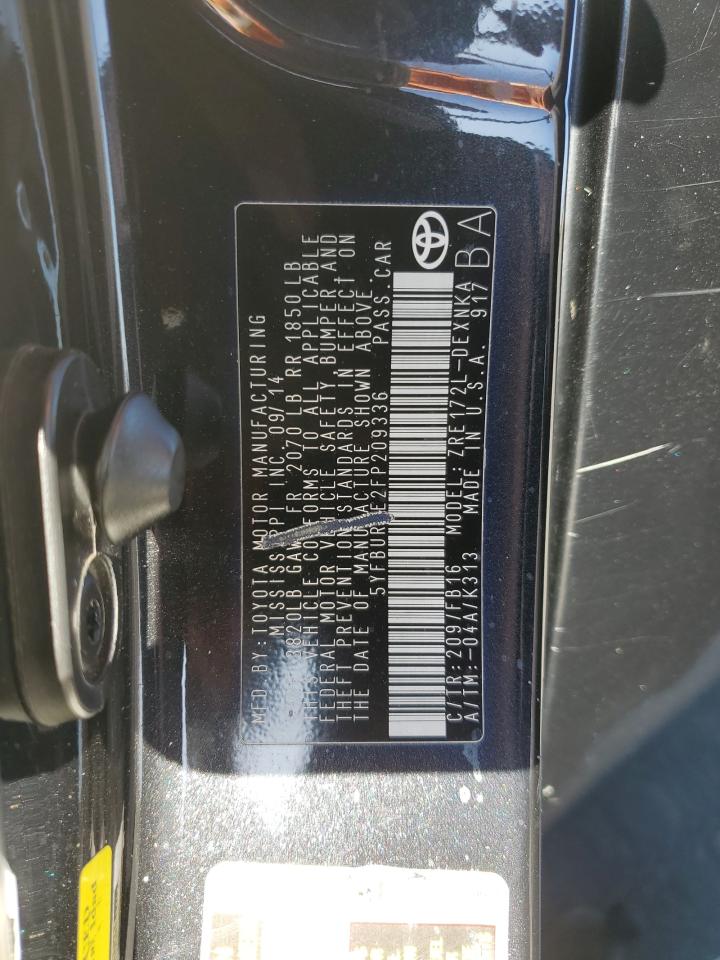 MFD BY: TOYOTA MOTOR MANUFACTURING
MISSISSIPPI INC. 09/14
3820LB GAWR FR 2070 LB RR 1850 LB
THIS VEHICLE CONFORMS TO ALL APPLICABLE
FEDERAL MOTOR VEHICLE SAFETY, BUMPER, AND
THEFT PREVENTION STANDARDS IN EFFECT ON
THE DATE OF MANUFACTURE SHOWN ABOVE
PASS.CAR
C/TR: 209/FB16 MODEL: ZRE172L-DEXNKA
A/TM: -04A/K313 MADE IN U.S.A. 917
BA